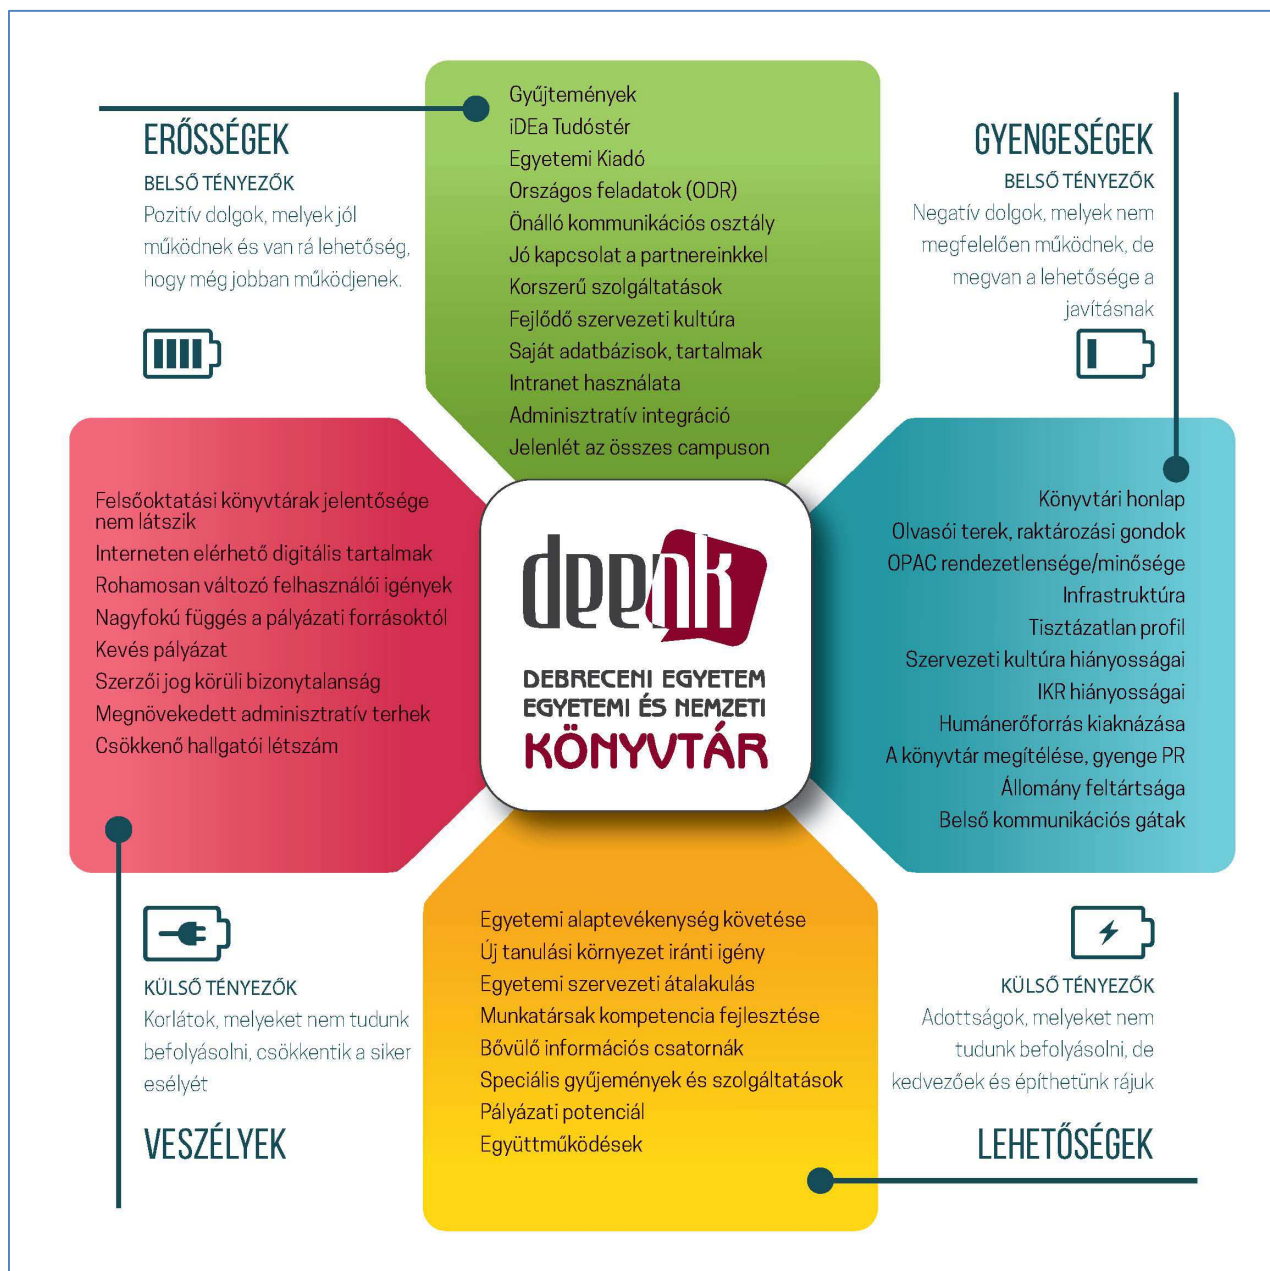 ERŐSSÉGEK
BELSŐ TÉNYEZŐK
Pozitív dolgok, melyek jól
működnek és van rá lehetőség,
hogy még jobban működjenek.
Gyűjtemények
iDEa Tudóstér
Egyetemi Kiadó
Országos feladatok (ODR)
Önálló kommunikációs osztály
Jó kapcsolat a partnereinkkel
Korszerű szolgáltatások
Fejlődő szervezeti kultúra
Saját adatbázisok, tartalmak
Intranet használata
Adminisztratív integráció
Jelenlét az összes campuson
GYENGESÉGEK
BELSŐ TÉNYEZŐK
Negatív dolgok, melyek nem
megfelelően működnek, de
megvan a lehetősége a
javításnak
Felsőoktatási könyvtárak jelentősége
nem látszik
Interneten elérhető digitális tartalmak
Rohamosan változó felhasználói igények
Nagyfokú függés a pályázati forrásoktól
Kevés pályázat
Szerzői jog körüli bizonytalanság
Megnövekedett adminisztratív terhek
Csökkenő hallgatói létszám
deenk
DEBRECENI EGYETEM
EGYETEMI ÉS NEMZETI
KÖNYVTÁR
Könyvtári honlap
Olvasói terek, raktározási gondok
OPAC rendezetlensége/minősége
Infrastruktúra
Tisztázatlan profil
Szervezeti kultúra hiányosságai
IKR hiányosságai
Humánerőforrás kiaknázása
A könyvtár megítélése, gyenge PR
Állomány feltártsága
Belső kommunikációs gátak
KÜLSŐ TÉNYEZŐK
Korlátok, melyeket nem tudunk
befolyásolni, csökkentik a siker
esélyét
VESZÉLYEK
Egyetemi alaptevékenység követése
Új tanulási környezet iránti igény
Egyetemi szervezeti átalakulás
Munkatársak kompetencia fejlesztése
Bővülő információs csatornák
Speciális gyűjemények és szolgáltatások
Pályázati potenciál
Együttműködések
KÜLSŐ TÉNYEZŐK
Adottságok, melyeket nem
tudunk befolyásolni, de
kedvezőek és építhetünk rájuk
LEHETŐSÉGEK